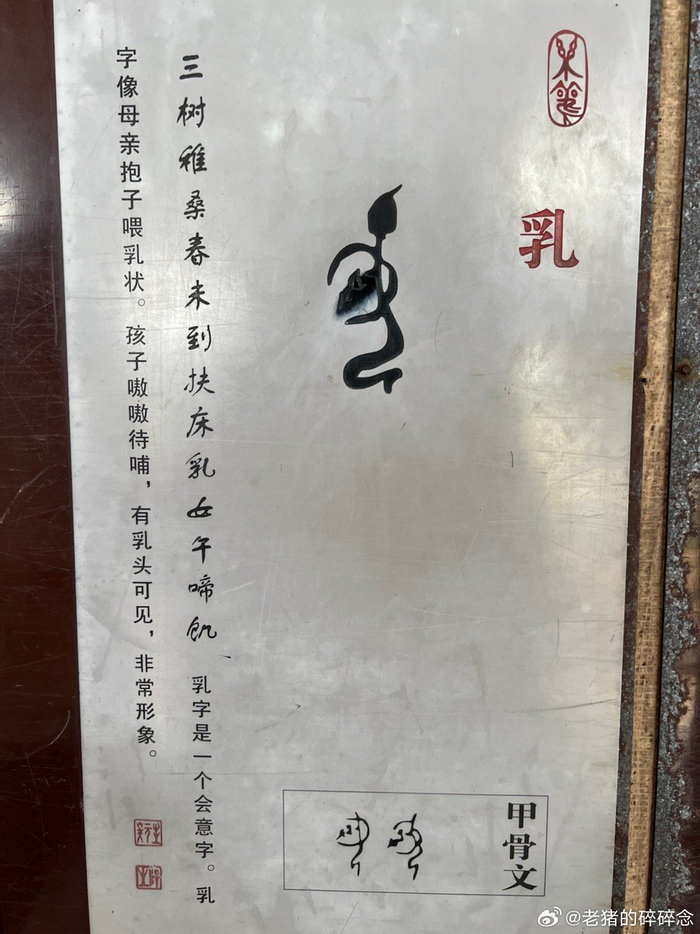 乳
三树稚桑春未到扶床乳女午啼饥 乳字是一个会意字。乳
字像母亲抱子喂乳状。孩子嗷嗷待哺，有乳头可见，非常形象。
甲骨文
@老猪的碎碎念